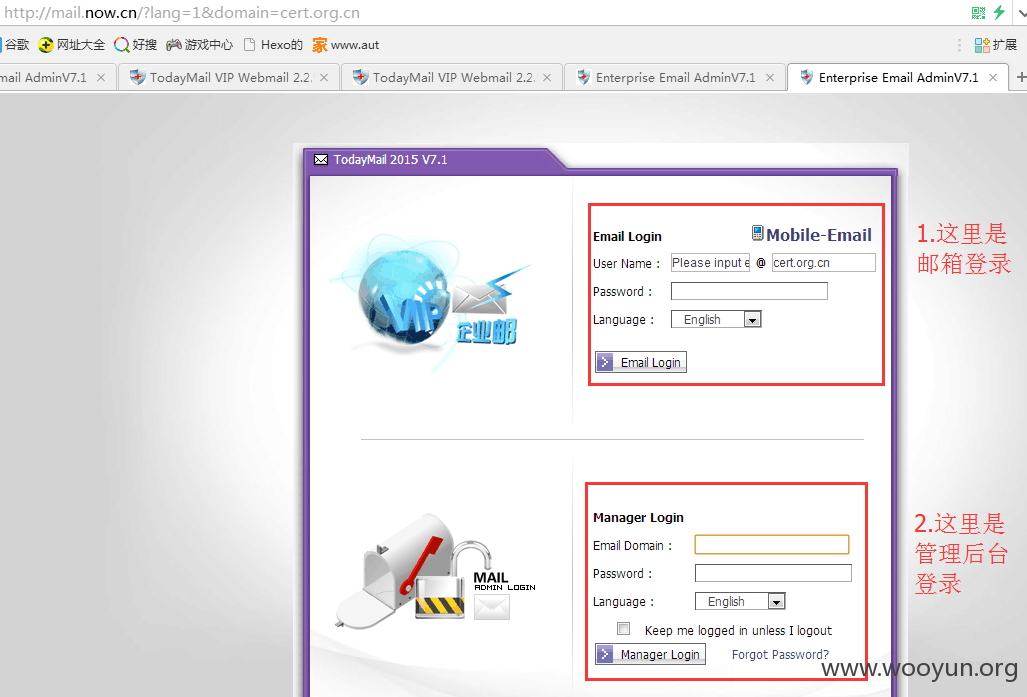 http://mail.now.cn/?lang=1&domain=cert.org.cn
谷歌 网址大全 好搜 游戏中心 Hexo的 www.aut 扩展
mail AdminV7.1 TodayMail VIP Webmail 2.2. TodayMail VIP Webmail 2.2. Enterprise Email AdminV7.1 Enterprise Email AdminV7.1
TodayMail 2015 V7.1
VIP
企业邮
Email Login Mobile-Email
User Name : Please input e @ cert.org.cn
Password :
Language : English
Email Login
1.这里是
邮箱登录
MAIL
ADMIN LOGIN
Manager Login
Email Domain :
Password :
Language : English
Keep me logged in unless I logout
Manager Login Forgot Password?
2.这里是
管理后台
登录
www.wooyun.org